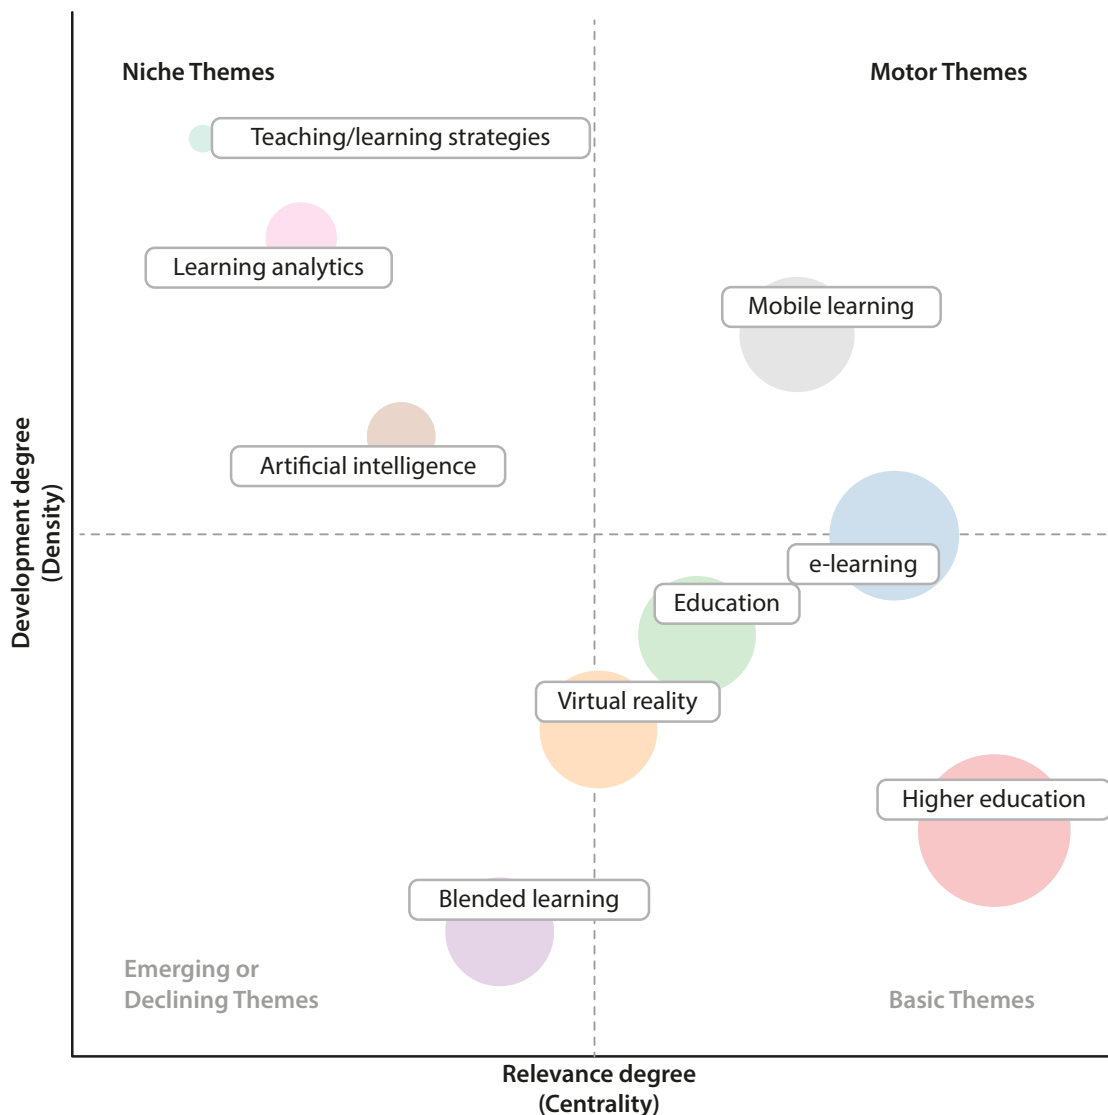 Niche Themes
Motor Themes
Teaching/learning strategies
Learning analytics
Mobile learning
Artificial intelligence
Development degree
(Density)
e-learning
Education
Virtual reality
Higher education
Blended learning
Emerging or
Declining Themes
Basic Themes
Relevance degree
(Centrality)